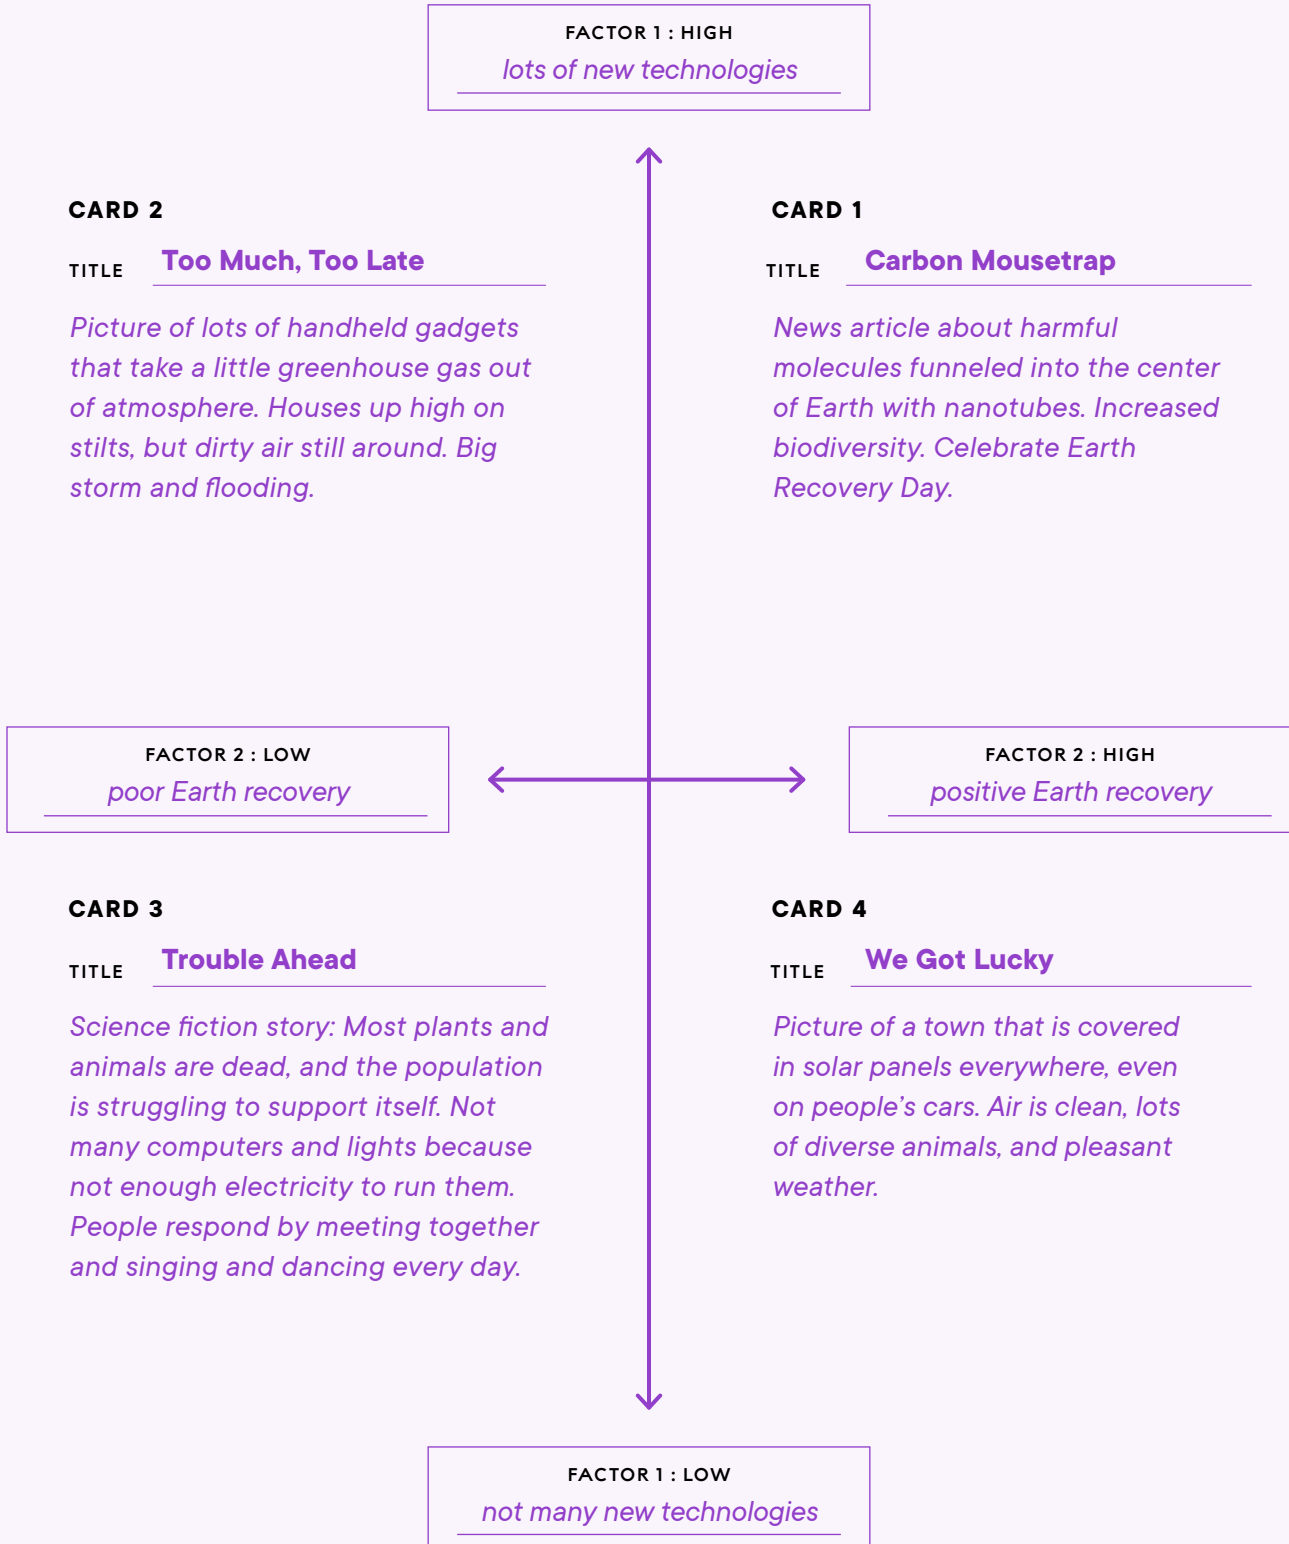 FACTOR 1 : HIGH
lots of new technologies
CARD 2
TITLE Too Much, Too Late
Picture of lots of handheld gadgets
that take a little greenhouse gas out
of atmosphere. Houses up high on
stilts, but dirty air still around. Big
storm and flooding.
CARD 1
TITLE Carbon Mousetrap
News article about harmful
molecules funneled into the center
of Earth with nanotubes. Increased
biodiversity. Celebrate Earth
Recovery Day.
FACTOR 2 : LOW
poor Earth recovery
FACTOR 2 : HIGH
positive Earth recovery
CARD 3
TITLE Trouble Ahead
Science fiction story: Most plants and
animals are dead, and the population
is struggling to support itself. Not
many computers and lights because
not enough electricity to run them.
People respond by meeting together
and singing and dancing every day.
CARD 4
TITLE We Got Lucky
Picture of a town that is covered
in solar panels everywhere, even
on people’s cars. Air is clean, lots
of diverse animals, and pleasant
weather.
FACTOR 1 : LOW
not many new technologies